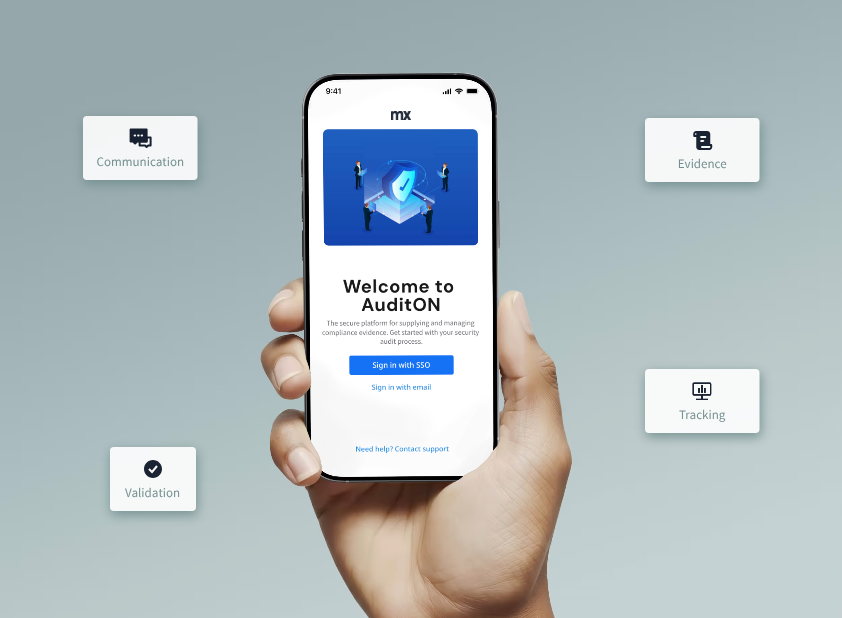 9:41
mx
Communication
Evidence
Welcome to
AuditON
The secure platform for supplying and managing
compliance evidence. Get started with your security
audit process.
Sign in with SSO
Sign in with email
Tracking
Need help? Contact support
Validation